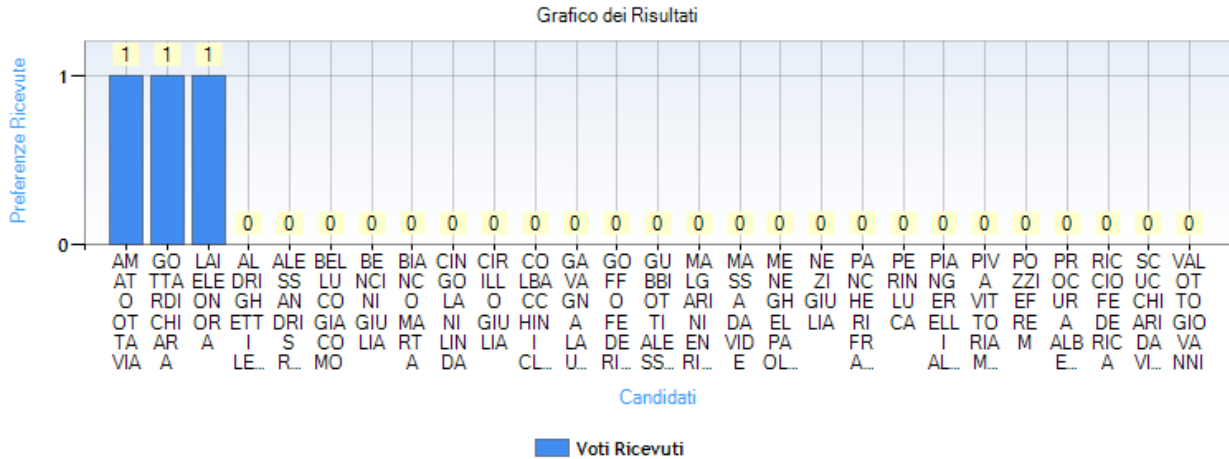 Grafico dei Risultati
Preferenze Ricevute
1
0
1 1 1 0 0 0 0 0 0 0 0 0 0 0 0 0 0 0 0 0 0 0 0 0 0 0 0
AM
AT
O
OT
TA
VIA
GO
TTA
RDI
CHI
AR
A
LAI
ELE
ON
OR
A
AL
DRI
GH
ETT
I
LE...
ALE
SS
AN
DRI
S
R...
BEL
LU
CO
GIA
CO
MO
BE
NCI
NI
GIU
LIA
BIA
NC
O
MA
RT
A
CIN
GO
LA
NI
LIN
DA
CIR
ILL
O
GIU
LIA
CO
LBA
CC
HIN
I
CL...
GA
VA
GN
A
LA
U...
GO
FF
O
FE
DE
RI...
GU
BBI
OT
TI
ALE
SS...
MA
LG
ARI
NI
EN
RI...
MA
SS
A
DA
VID
E
ME
NE
GH
EL
PA
OL...
NE
ZI
GIU
LIA
PA
NC
HE
RI
FR
A...
PE
RIN
LU
CA
PIA
NG
ER
ELL
I
AL...
PIV
A
VIT
TO
RIA
M...
PO
ZZI
EF
RE
M
PR
OC
UR
A
ALB
E...
RIC
CIO
FE
DE
RIC
A
SC
UC
CHI
ARI
DA
VI...
VAL
OT
TO
GIO
VA
NNI
Candidati
Voti Ricevuti